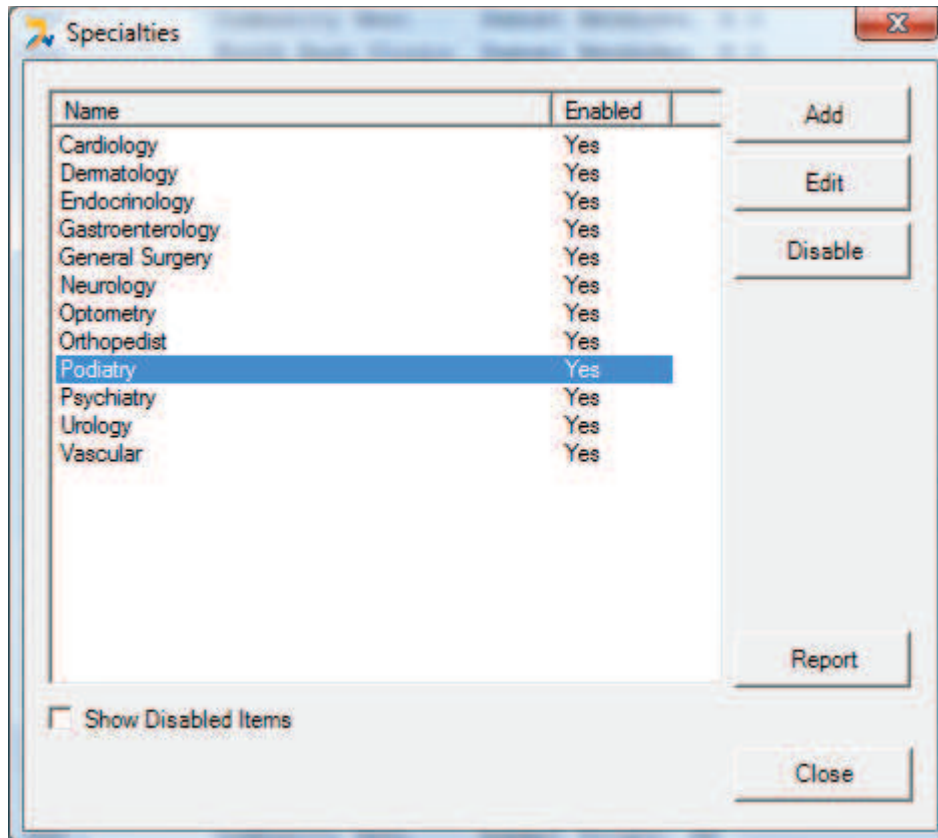 Specialties
Name Enabled
Cardiology Yes
Dermatology Yes
Endocrinology Yes
Gastroenterology Yes
General Surgery Yes
Neurology Yes
Optometry Yes
Orthopedist Yes
Podiatry Yes
Psychiatry Yes
Urology Yes
Vascular Yes
Add
Edit
Disable
Report
Show Disabled Items
Close